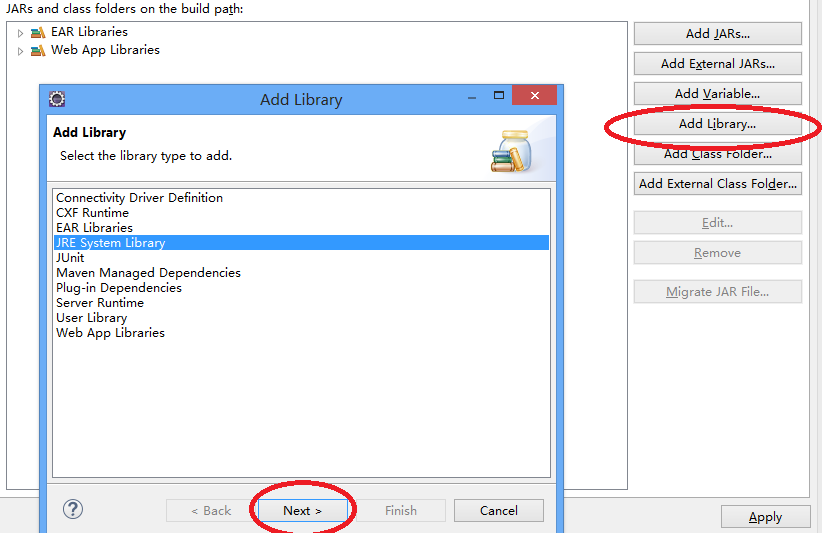 JARs and class folders on the build path:
EAR Libraries
Web App Libraries
Add JARs...
Add External JARs...
Add Variable...
Add Library...
Add Class Folder...
Add External Class Folder...
Edit...
Remove
Migrate JAR File...
Add Library
Add Library
Select the library type to add.
Connectivity Driver Definition
CXF Runtime
EAR Libraries
JRE System Library
JUnit
Maven Managed Dependencies
Plug-in Dependencies
Server Runtime
User Library
Web App Libraries
?
< Back
Next >
Finish
Cancel
Apply